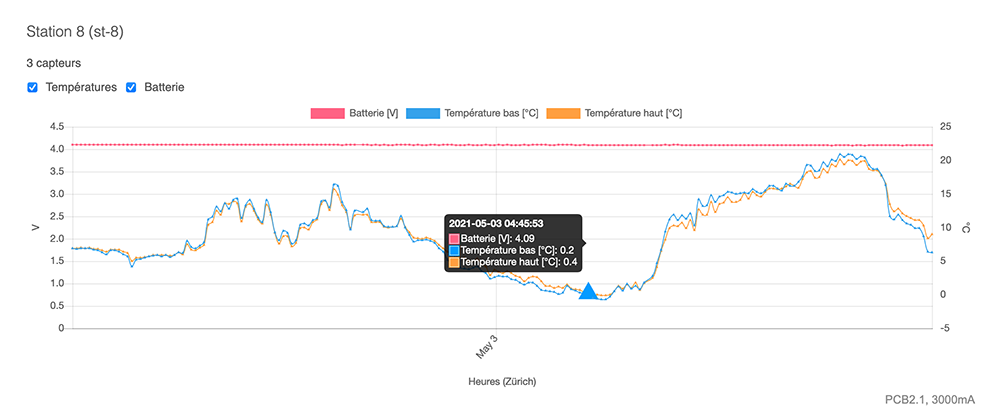 Station 8 (st-8)
3 capteurs
Températures Batterie
Batterie [V] Température bas [°C] Température haut [°C]
4.5 25
4.0 20
3.5
3.0 15
2.5
2.0 10
1.5 5
1.0
0.5 0
0 -5
V
°C
2021-05-03 04:45:53
Batterie [V]: 4.09
Température bas [°C]: 0.2
Température haut [°C]: 0.4
May 3
Heures (Zürich)
PCB2.1, 3000mA